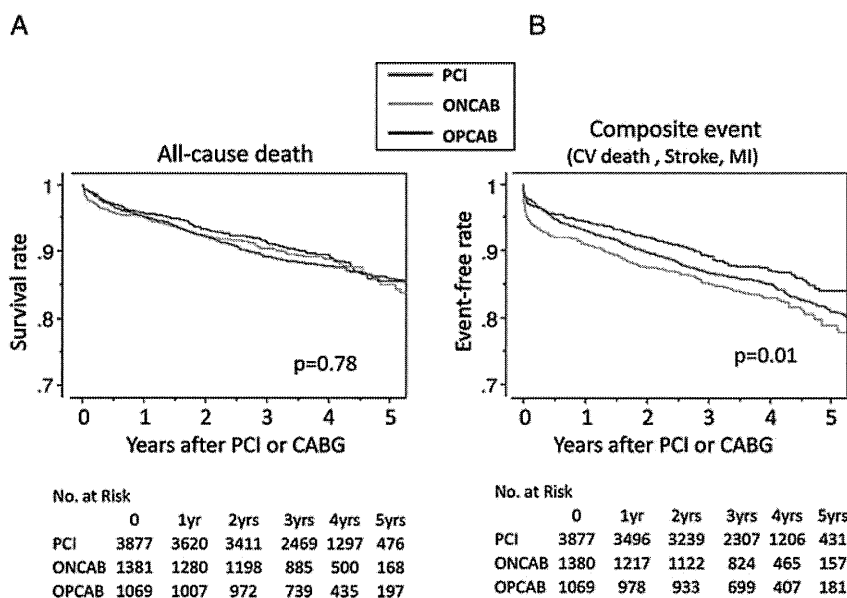 A
B
PCI
ONCAB
OPCAB
All-cause death
Composite event
(CV death , Stroke, MI)
Survival rate
1
.9
.8
.7
p=0.78
0 1 2 3 4 5
Years after PCI or CABG
Event-free rate
1
.9
.8
.7
p=0.01
0 1 2 3 4 5
Years after PCI or CABG
No. at Risk
0 1yr 2yrs 3yrs 4yrs 5yrs
PCI 3877 3620 3411 2469 1297 476
ONCAB 1381 1280 1198 885 500 168
OPCAB 1069 1007 972 739 435 197
No. at Risk
0 1yr 2yrs 3yrs 4yrs 5yrs
PCI 3877 3496 3239 2307 1206 431
ONCAB 1380 1217 1122 824 465 157
OPCAB 1069 978 933 699 407 181